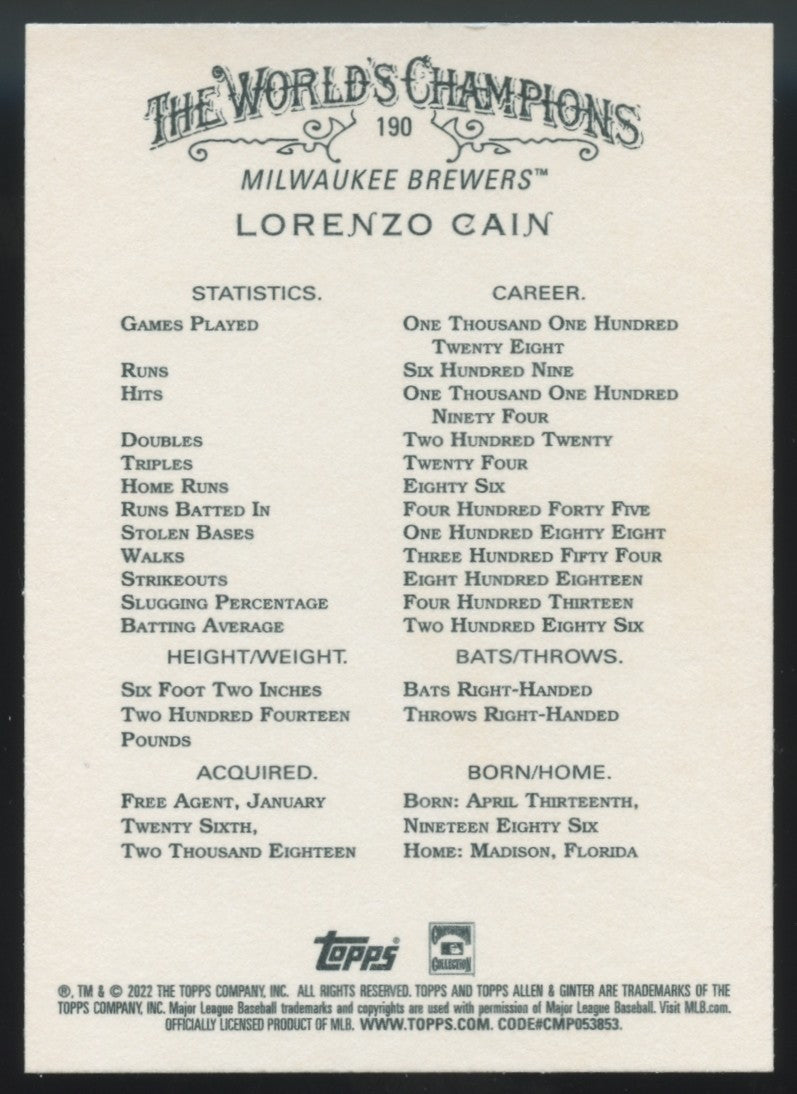 THE WORLD'S CHAMPIONS
190
MILWAUKEE BREWERS™
LORENZO CAIN
STATISTICS. CAREER.
GAMES PLAYED ONE THOUSAND ONE HUNDRED
TWENTY EIGHT
RUNS SIX HUNDRED NINE
HITS ONE THOUSAND ONE HUNDRED
NINETY FOUR
DOUBLES TWO HUNDRED TWENTY
TRIPLES TWENTY FOUR
HOME RUNS EIGHTY SIX
RUNS BATTED IN FOUR HUNDRED FORTY FIVE
STOLEN BASES ONE HUNDRED EIGHTY EIGHT
WALKS THREE HUNDRED FIFTY FOUR
STRIKEOUTS EIGHT HUNDRED EIGHTEEN
SLUGGING PERCENTAGE FOUR HUNDRED THIRTEEN
BATTING AVERAGE TWO HUNDRED EIGHTY SIX
HEIGHT/WEIGHT. BATS/THROWS.
SIX FOOT TWO INCHES BATS RIGHT-HANDED
TWO HUNDRED FOURTEEN THROWS RIGHT-HANDED
POUNDS
ACQUIRED. BORN/HOME.
FREE AGENT, JANUARY BORN: APRIL THIRTEENTH,
TWENTY SIXTH, NINETEEN EIGHTY SIX
TWO THOUSAND EIGHTEEN HOME: MADISON, FLORIDA
topps® COOPERSTOWN COLLECTION
®, TM & © 2022 THE TOPPS COMPANY, INC. ALL RIGHTS RESERVED. TOPPS AND TOPPS ALLEN & GINTER ARE TRADEMARKS OF THE
TOPPS COMPANY, INC. Major League Baseball trademarks and copyrights are used with permission of Major League Baseball. Visit MLB.com.
OFFICIALLY LICENSED PRODUCT OF MLB. WWW.TOPPS.COM. CODE#CMP053853.